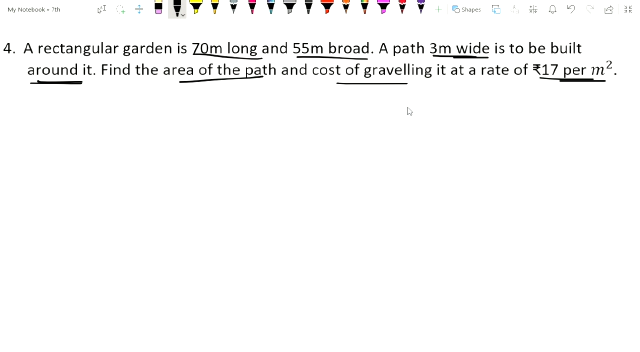 My Notebook • 7th
Shapes
4. A rectangular garden is 70m long and 55m broad. A path 3m wide is to be built
around it. Find the area of the path and cost of gravelling it at a rate of ₹17 per m².